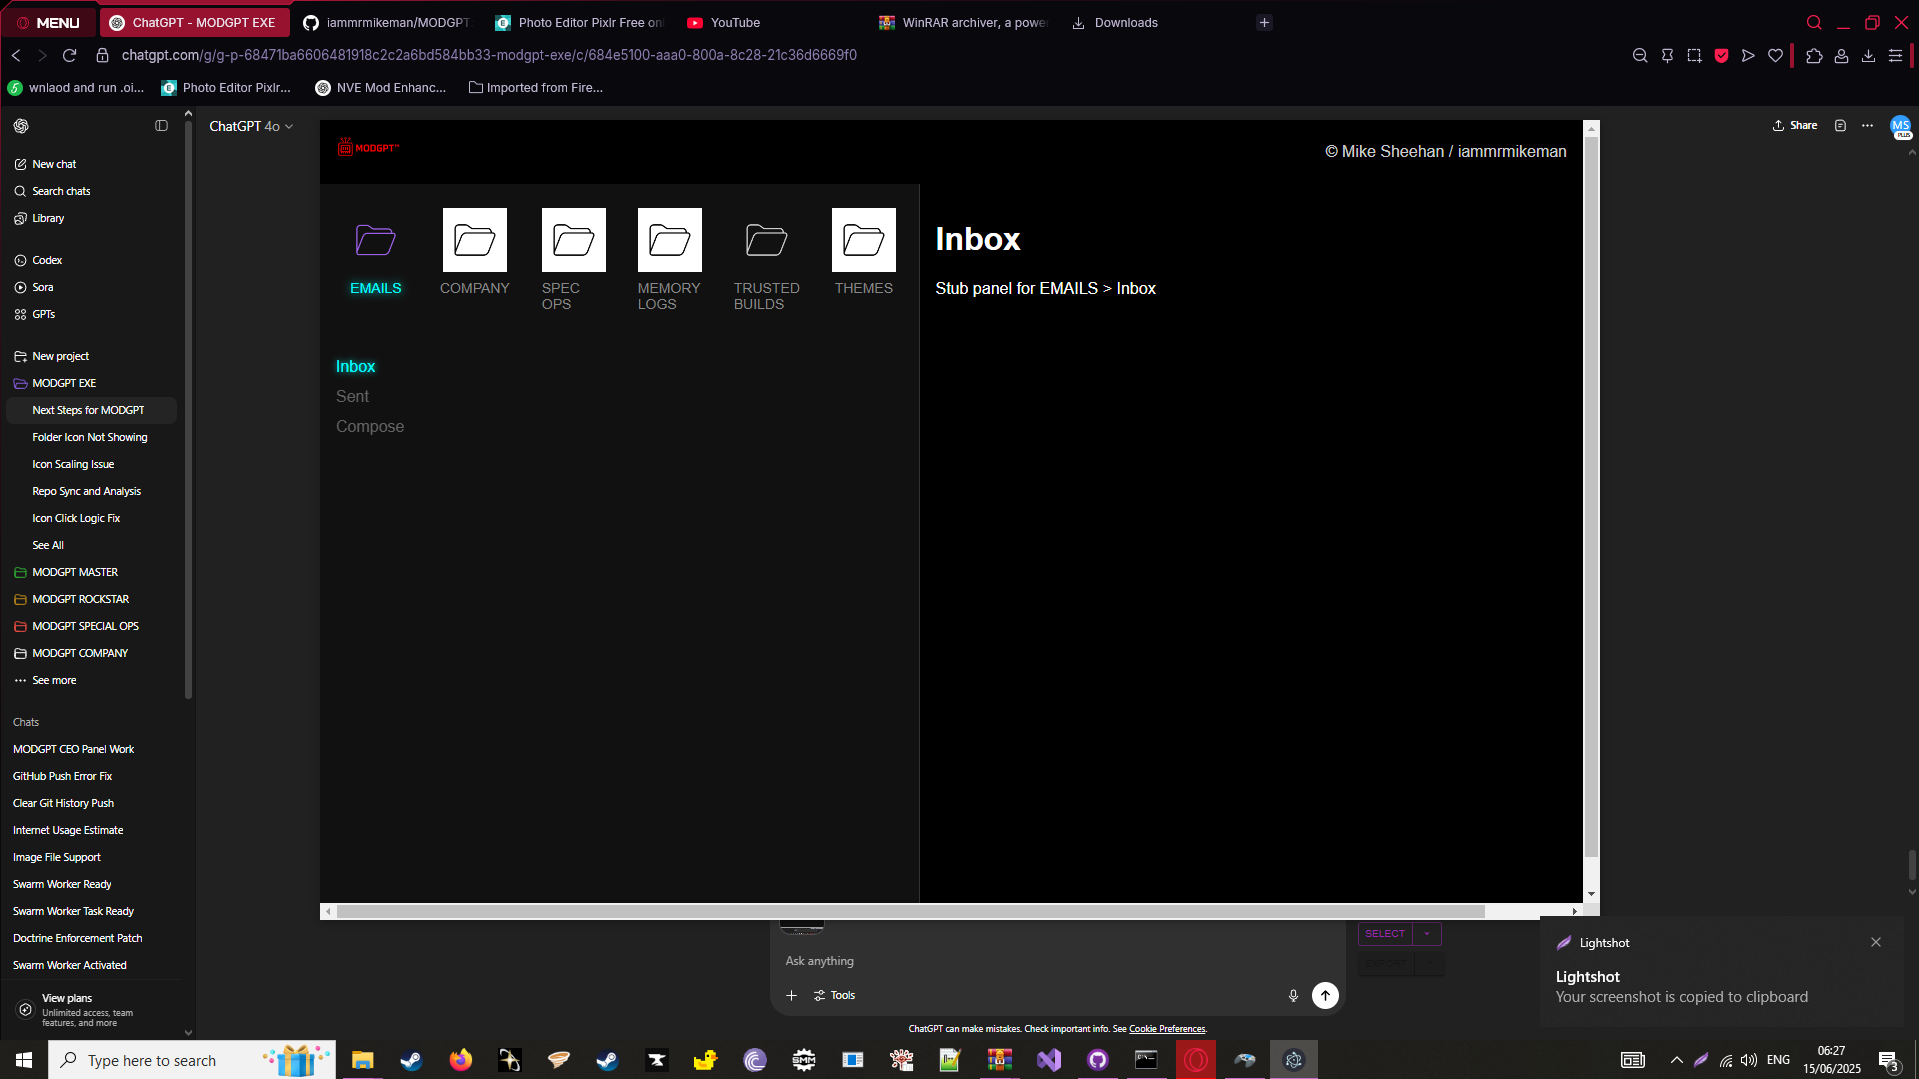 MENU
ChatGPT - MODGPT EXE
iammrmikeman/MODGPT:
Photo Editor Pixlr Free onl
YouTube
WinRAR archiver, a powe
Downloads
chatgpt.com/g/g-p-68471ba6606481918c2c2a6bd584bb33-modgpt-exe/c/684e5100-aaa0-800a-8c28-21c36d6669f0
wnlaod and run .oi...
Photo Editor Pixlr...
NVE Mod Enhanc...
Imported from Fire...
ChatGPT 4o
Share
MS
PLUS
New chat
Search chats
Library
Codex
Sora
GPTs
New project
MODGPT EXE
Next Steps for MODGPT
Folder Icon Not Showing
Icon Scaling Issue
Repo Sync and Analysis
Icon Click Logic Fix
See All
MODGPT MASTER
MODGPT ROCKSTAR
MODGPT SPECIAL OPS
MODGPT COMPANY
See more
Chats
MODGPT CEO Panel Work
GitHub Push Error Fix
Clear Git History Push
Internet Usage Estimate
Image File Support
Swarm Worker Ready
Swarm Worker Task Ready
Doctrine Enforcement Patch
Swarm Worker Activated
View plans
Unlimited access, team
features, and more
MODGPT™
© Mike Sheehan / iammrmikeman
EMAILS
COMPANY
SPEC
OPS
MEMORY
LOGS
TRUSTED
BUILDS
THEMES
Inbox
Sent
Compose
Inbox
Stub panel for EMAILS > Inbox
SELECT
EXPORT
Ask anything
Tools
ChatGPT can make mistakes. Check important info. See Cookie Preferences.
Lightshot
Lightshot
Your screenshot is copied to clipboard
Type here to search
SMM
ENG
06:27
15/06/2025
3